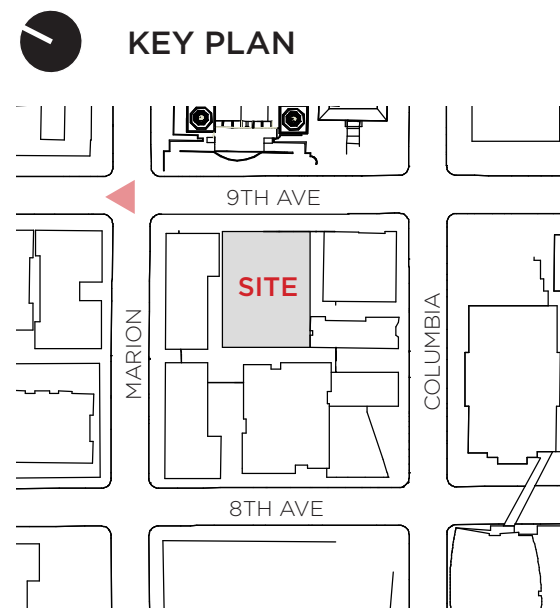 KEY PLAN
9TH AVE
SITE
MARION
COLUMBIA
8TH AVE